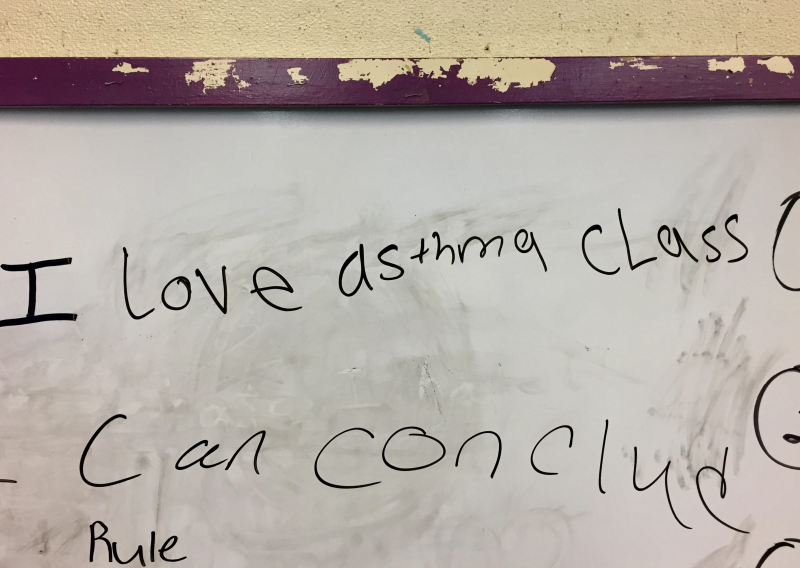 I love asthma cLass
Can conclud
Rule